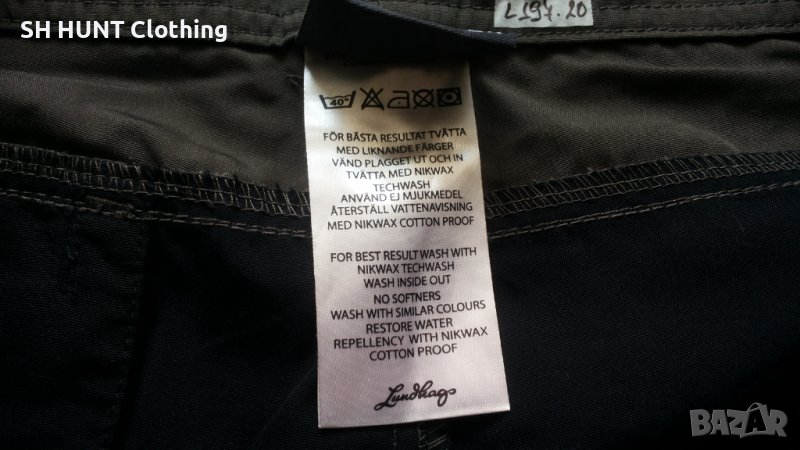 SH HUNT Clothing
L197.20
40°
FÖR BÄSTA RESULTAT TVÄTTA
MED LIKNANDE FÄRGER
VÄND PLAGGET UT OCH IN
TVÄTTA MED NIKWAX
TECHWASH
ANVÄND EJ MJUKMEDEL
ÅTERSTÄLL VATTENAVISNING
MED NIKWAX COTTON PROOF
FOR BEST RESULT WASH WITH
NIKWAX TECHWASH
WASH INSIDE OUT
NO SOFTNERS
WASH WITH SIMILAR COLOURS
RESTORE WATER
REPELLENCY WITH NIKWAX
COTTON PROOF
Lundhags
BAZAR